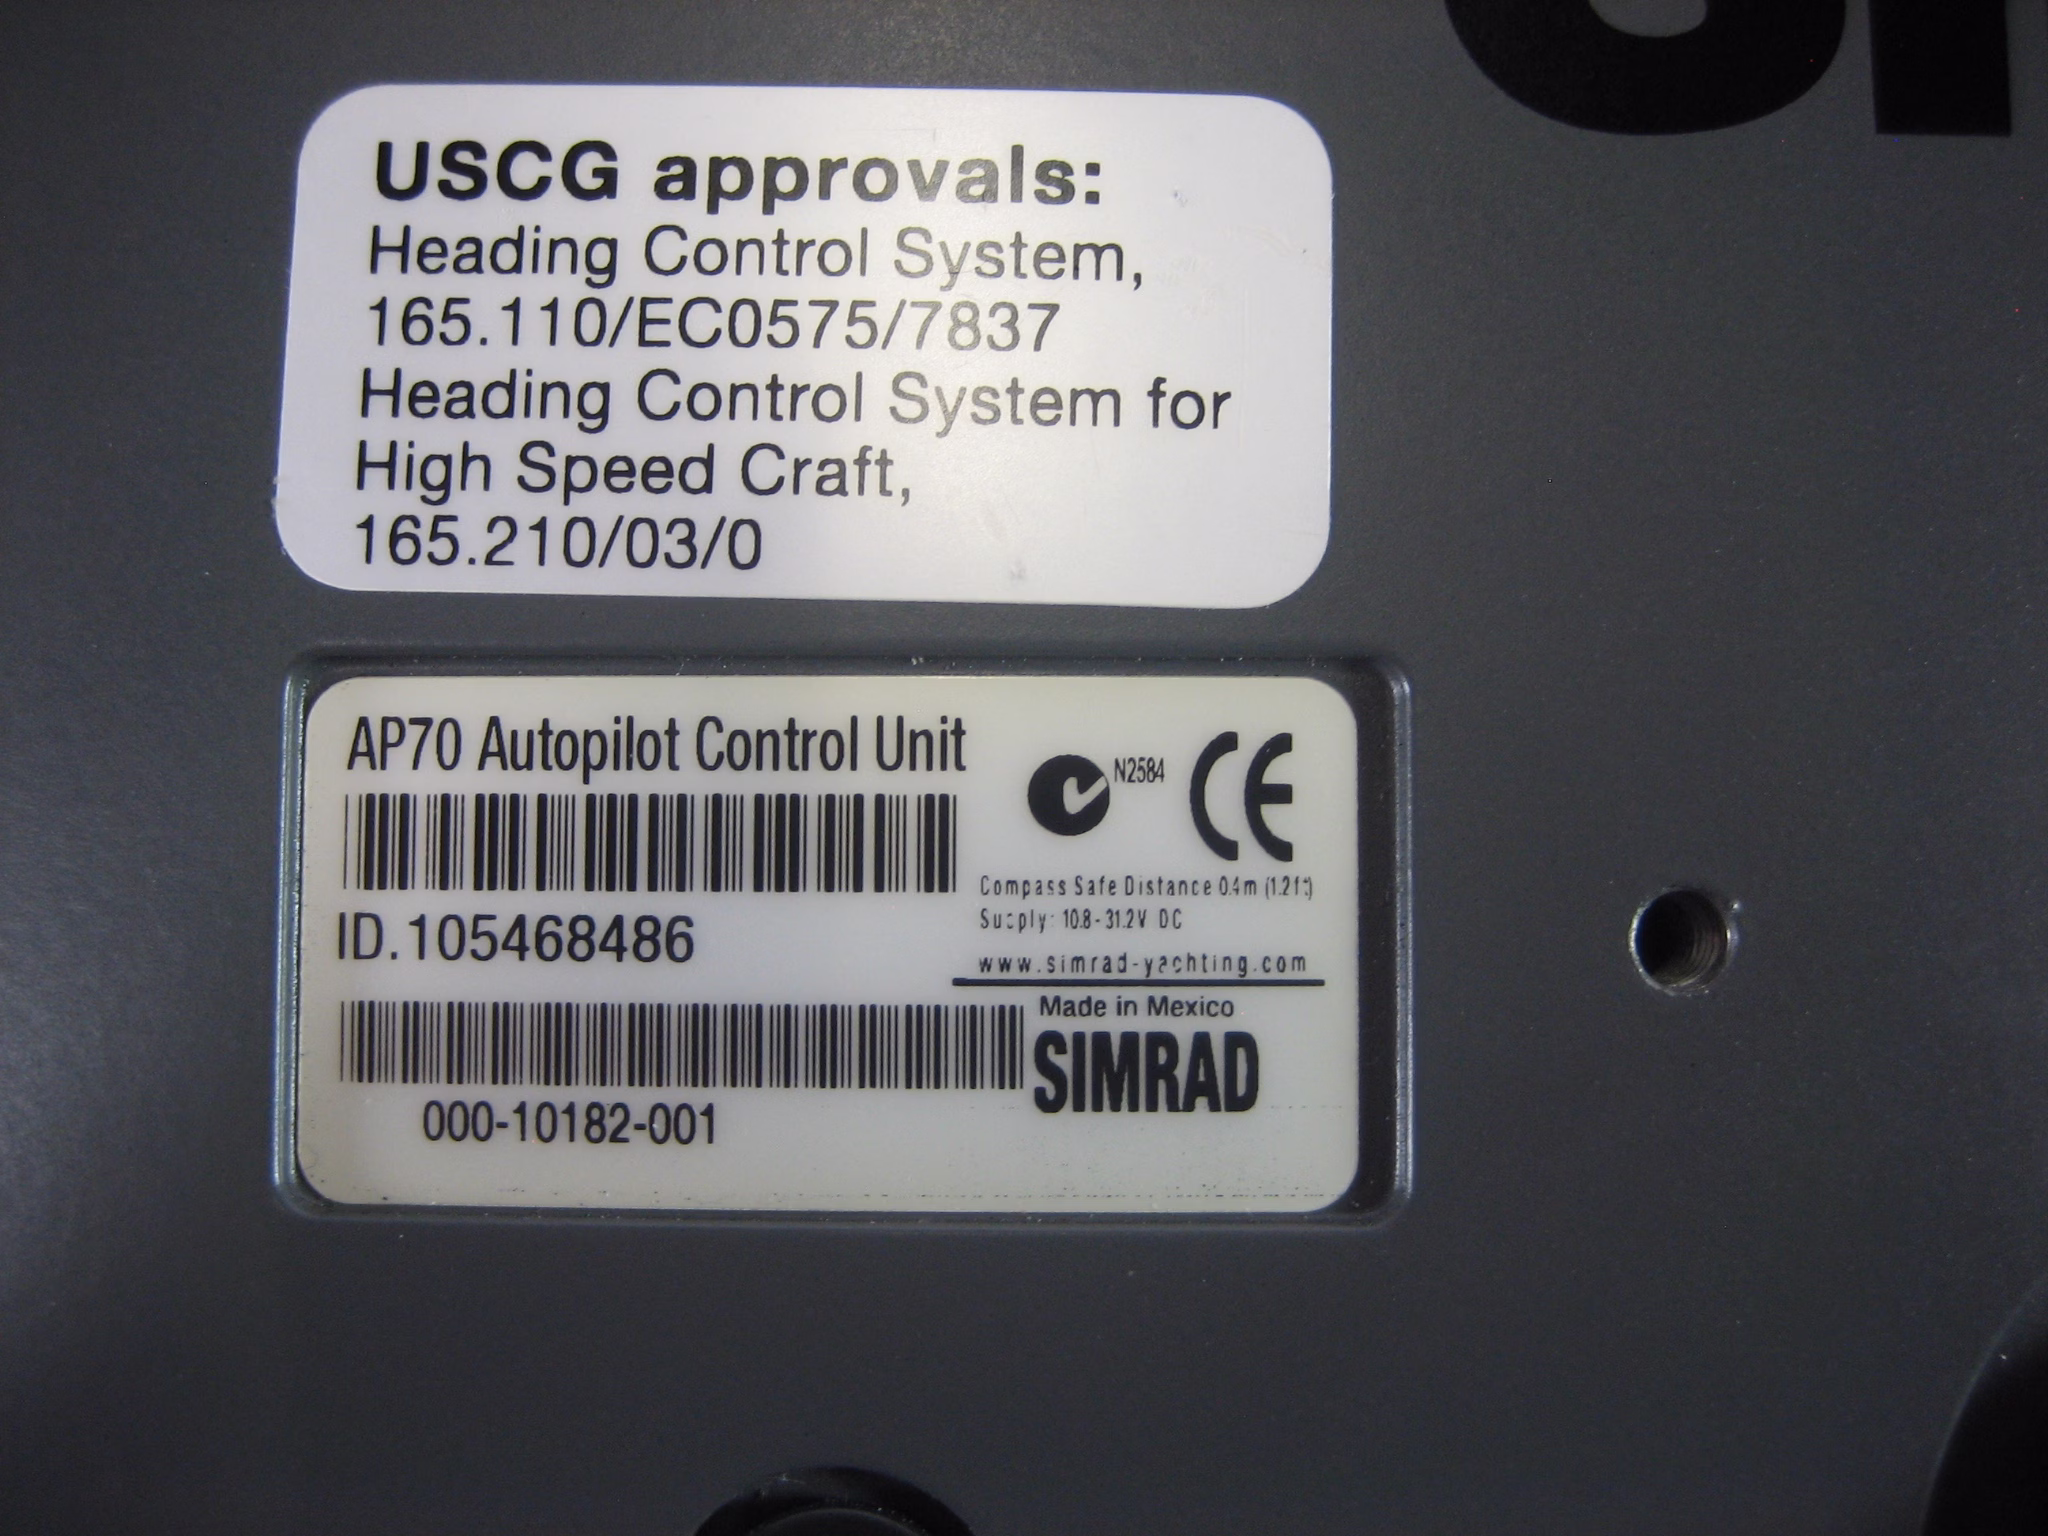 USCG approvals:
Heading Control System,
165.110/EC0575/7837
Heading Control System for
High Speed Craft,
165.210/03/0
AP70 Autopilot Control Unit
N2584
CE
ID.105468486
Compass Safe Distance 0.4m (1.2ft)
Supply: 10.8-31.2V DC
www.simrad-yachting.com
Made in Mexico
SIMRAD
000-10182-001